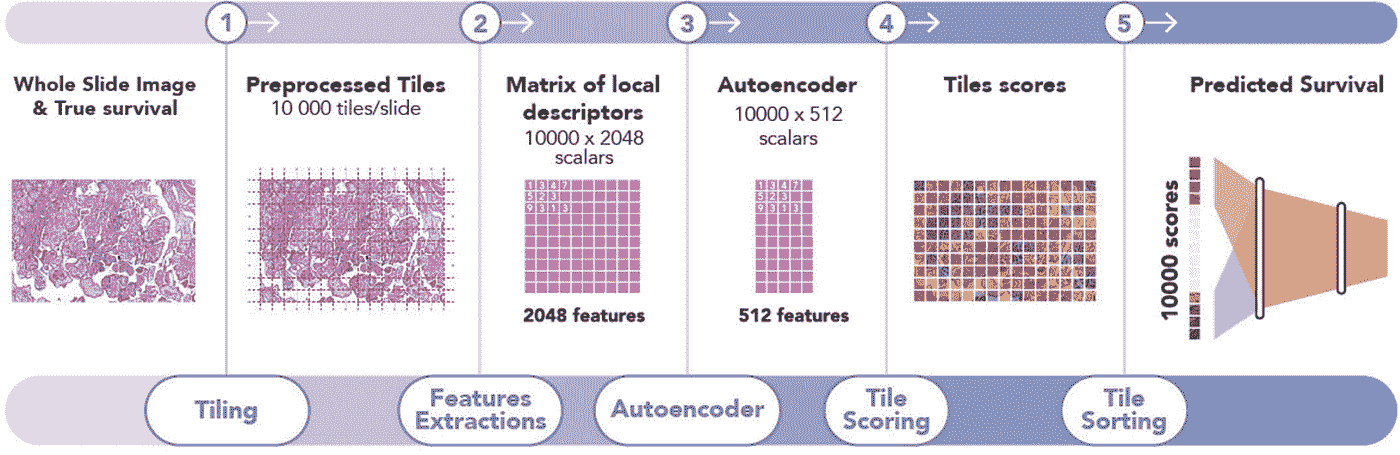 1
2
3
4
5
Whole Slide Image
& True survival
Preprocessed Tiles
10 000 tiles/slide
Matrix of local
descriptors
10000 x 2048
scalars
1 3 4 7
5 2 3
9 3 1 3
2048 features
Autoencoder
10000 x 512
scalars
1 3 4 7
5 2 3
9 3 1 3
512 features
Tiles scores
Predicted Survival
10000 scores
Tiling
Features
Extractions
Autoencoder
Tile
Scoring
Tile
Sorting